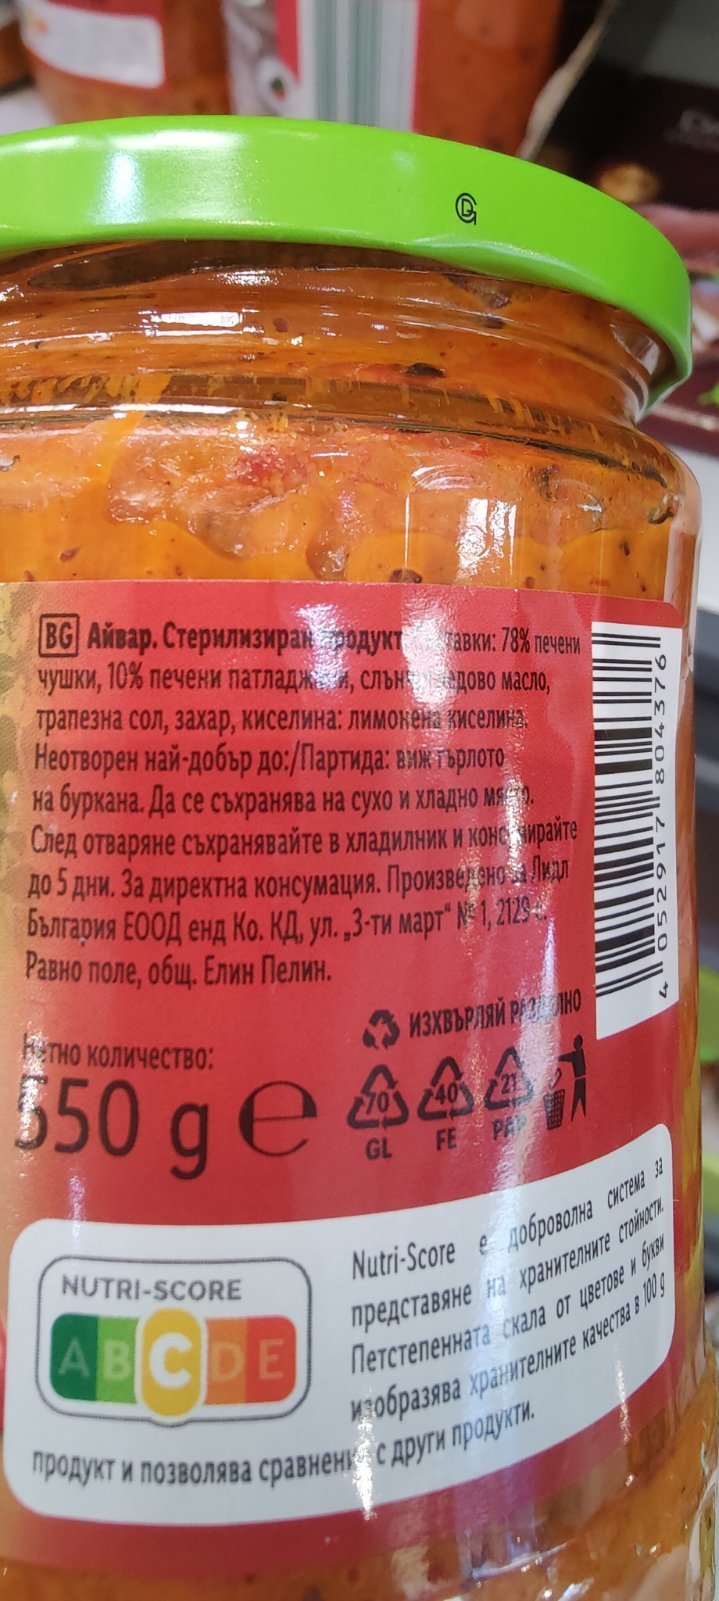 BG Айвар. Стерилизиран продукт 78% печени
чушки, 10% печени патладжани, слънчогледово масло,
трапезна сол, захар, киселина: лимонена киселина.
Неотворен най-добър до:/Партида: виж гърлото
на буркана. Да се съхранява на сухо и хладно място.
След отваряне съхранявайте в хладилник и консумирайте
до 5 дни. За директна консумация. Произведено за Лидл
България ЕООД енд Ко. КД, ул. „3-ти март“ № 1, 2129 с.
Равно поле, общ. Елин Пелин.
4 052917 804376
ИЗХВЪРЛЯЙ РАЗДЕЛНО
Нетно количество:
550 g e
70 40 21
GL FE PAP
NUTRI-SCORE
A B C D E
Nutri-Score е доброволна система за
представяне на хранителните стойности.
Петстепенната скала от цветове и букви
изобразява хранителните качества в 100 g
продукт и позволява сравнение с други продукти.